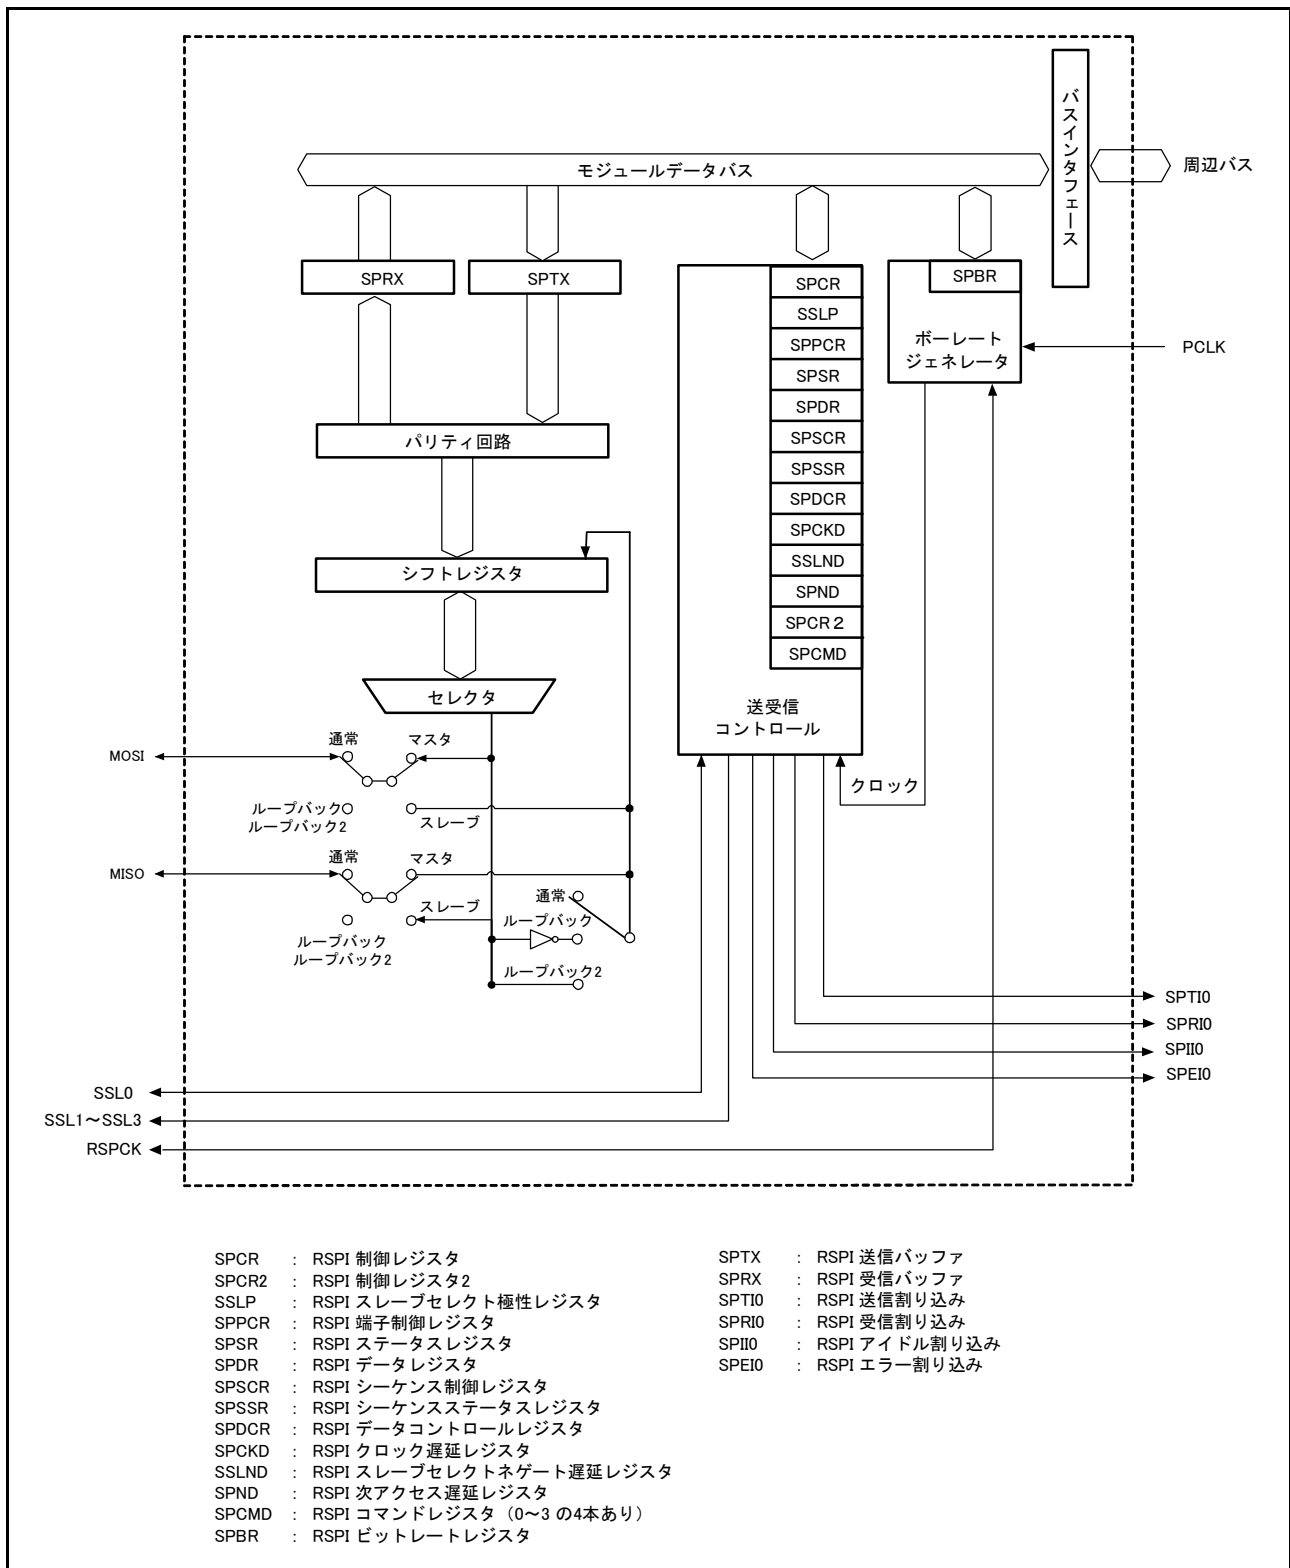 バスインタフェース
モジュールデータバス
周辺バス
SPRX
SPTX
SPCR
SSLP
SPPCR
SPSR
SPDR
SPSCR
SPSSR
SPDCR
SPCKD
SSLND
SPND
SPCR２
SPCMD
送受信
コントロール
SPBR
ボーレート
ジェネレータ
PCLK
パリティ回路
シフトレジスタ
セレクタ
クロック
MOSI
通常
マスタ
ループバック
ループバック2
スレーブ
MISO
通常
マスタ
スレーブ
ループバック
ループバック2
通常
ループバック
ループバック2
SPTI0
SPRI0
SPII0
SPEI0
SSL0
SSL1～SSL3
RSPCK
SPCR : RSPI 制御レジスタ
SPCR2 : RSPI 制御レジスタ2
SSLP : RSPI スレーブセレクト極性レジスタ
SPPCR : RSPI 端子制御レジスタ
SPSR : RSPI ステータスレジスタ
SPDR : RSPI データレジスタ
SPSCR : RSPI シーケンス制御レジスタ
SPSSR : RSPI シーケンスステータスレジスタ
SPDCR : RSPI データコントロールレジスタ
SPCKD : RSPI クロック遅延レジスタ
SSLND : RSPI スレーブセレクトネゲート遅延レジスタ
SPND : RSPI 次アクセス遅延レジスタ
SPCMD : RSPI コマンドレジスタ（0～3 の4本あり）
SPBR : RSPI ビットレートレジスタ
SPTX : RSPI 送信バッファ
SPRX : RSPI 受信バッファ
SPTI0 : RSPI 送信割り込み
SPRI0 : RSPI 受信割り込み
SPII0 : RSPI アイドル割り込み
SPEI0 : RSPI エラー割り込み